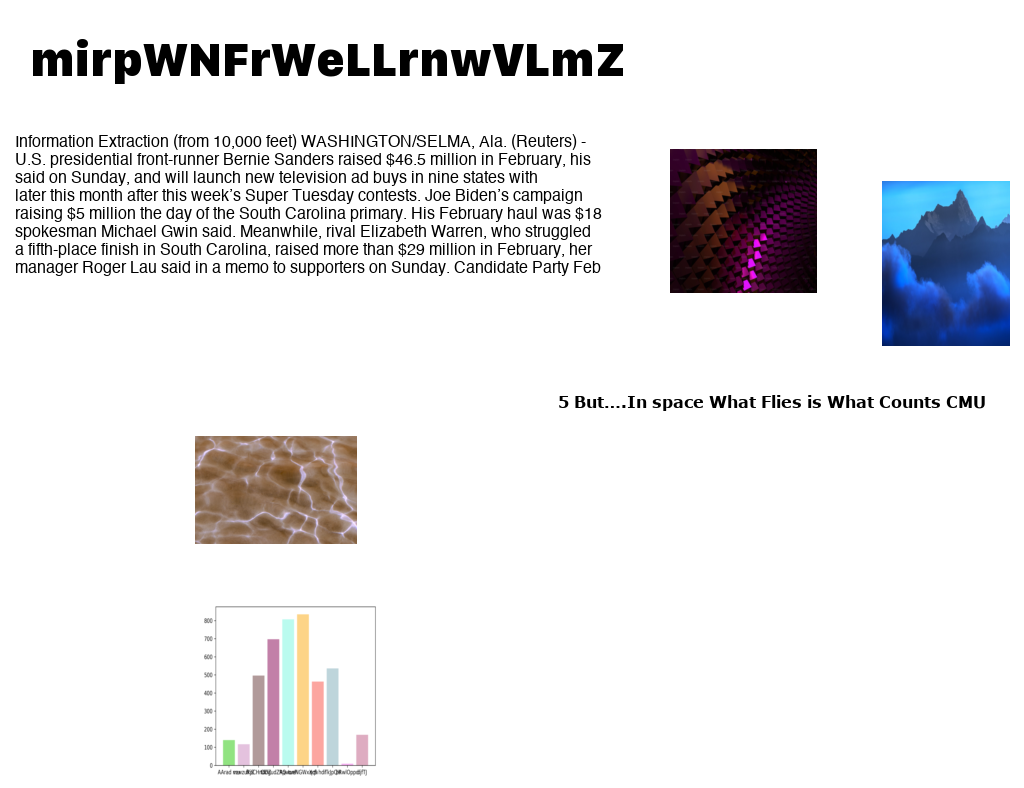 mirpWNFrWeLLrnwVLmZ
Information Extraction (from 10,000 feet) WASHINGTON/SELMA, Ala. (Reuters) -
U.S. presidential front-runner Bernie Sanders raised $46.5 million in February, his
said on Sunday, and will launch new television ad buys in nine states with
later this month after this week’s Super Tuesday contests. Joe Biden’s campaign
raising $5 million the day of the South Carolina primary. His February haul was $18
spokesman Michael Gwin said. Meanwhile, rival Elizabeth Warren, who struggled
a fifth-place finish in South Carolina, raised more than $29 million in February, her
manager Roger Lau said in a memo to supporters on Sunday. Candidate Party Feb
5 But....In space What Flies is What Counts CMU
800
700
600
500
400
300
200
100
0
AArad